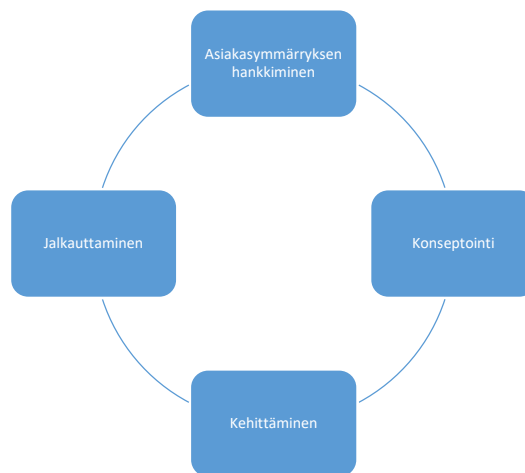 Asiakasymmärryksen
hankkiminen
Jalkauttaminen
Konseptointi
Kehittäminen